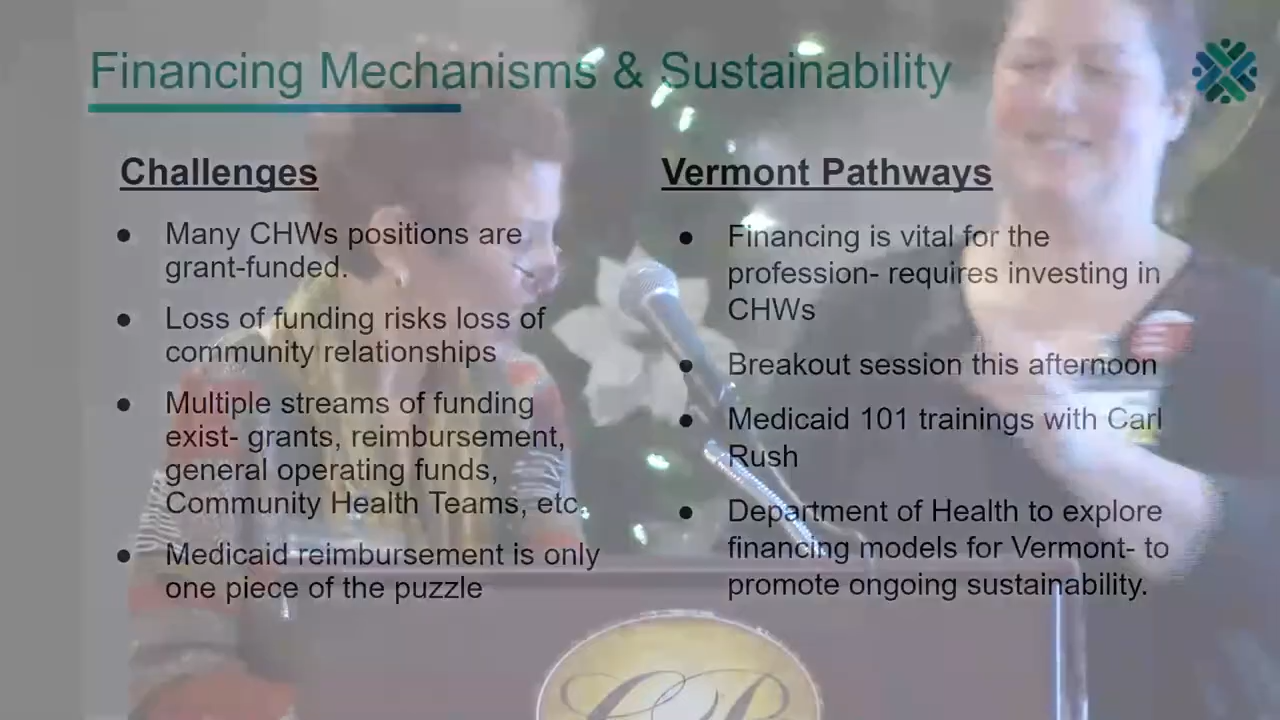 Financing Mechanisms & Sustainability
Challenges
● Many CHWs positions are
grant-funded.
● Loss of funding risks loss of
community relationships
● Multiple streams of funding
exist- grants, reimbursement,
general operating funds,
Community Health Teams, etc.
● Medicaid reimbursement is only
one piece of the puzzle
Vermont Pathways
● Financing is vital for the
profession- requires investing in
CHWs
● Breakout session this afternoon
● Medicaid 101 trainings with Carl
Rush
● Department of Health to explore
financing models for Vermont- to
promote ongoing sustainability.